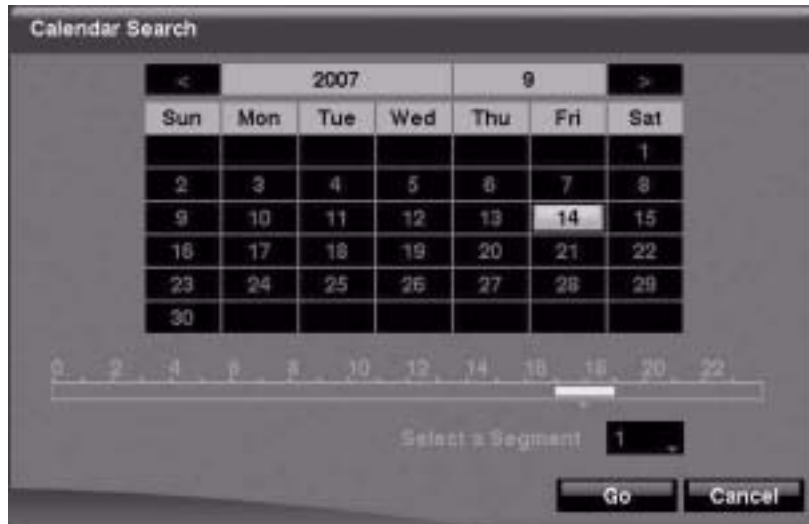 Calendar Search
< 2007 9 >
Sun Mon Tue Wed Thu Fri Sat
1
2 3 4 5 6 7 8
9 10 11 12 13 14 15
16 17 18 19 20 21 22
23 24 25 26 27 28 29
30
0 2 4 6 8 10 12 14 16 18 20 22
Select a Segment 1
Go Cancel